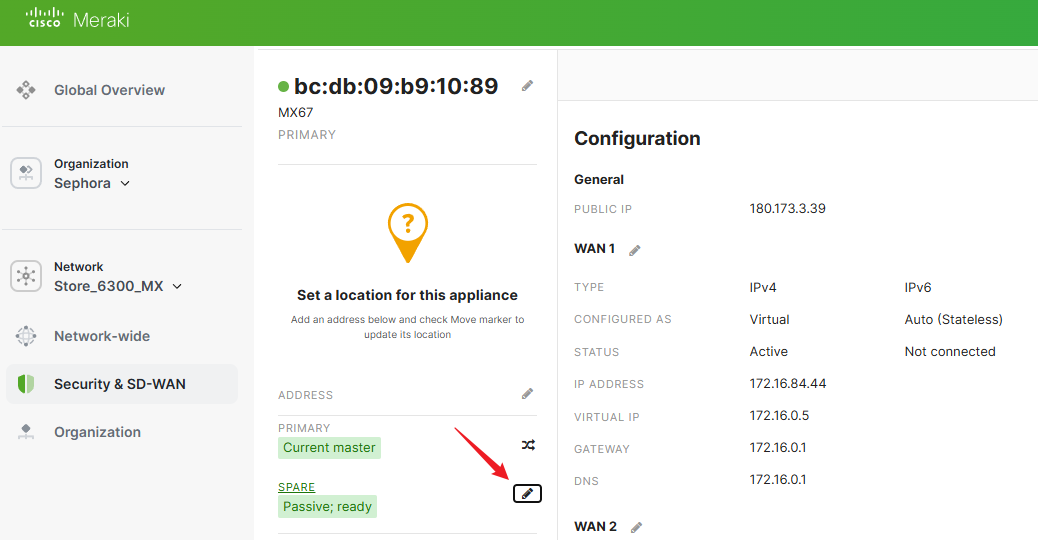 CISCO Meraki
Global Overview
Organization
Sephora
Network
Store_6300_MX
Network-wide
Security & SD-WAN
Organization
bc:db:09:b9:10:89
MX67
PRIMARY
?
Set a location for this appliance
Add an address below and check Move marker to
update its location
ADDRESS
PRIMARY
Current master
SPARE
Passive; ready
Configuration
General
PUBLIC IP 180.173.3.39
WAN 1
TYPE IPv4 IPv6
CONFIGURED AS Virtual Auto (Stateless)
STATUS Active Not connected
IP ADDRESS 172.16.84.44
VIRTUAL IP 172.16.0.5
GATEWAY 172.16.0.1
DNS 172.16.0.1
WAN 2